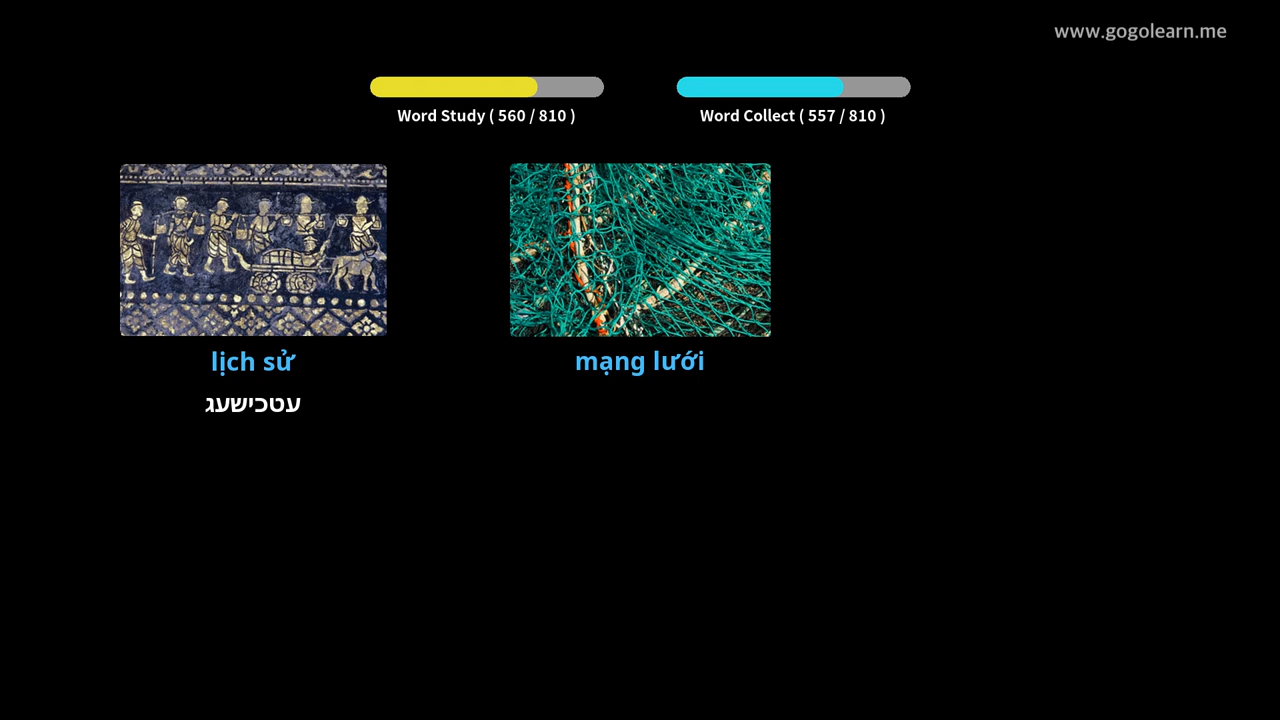 www.gogolearn.me
Word Study ( 560 / 810 )
Word Collect ( 557 / 810 )
lịch sử
עטכישעג
mạng lưới